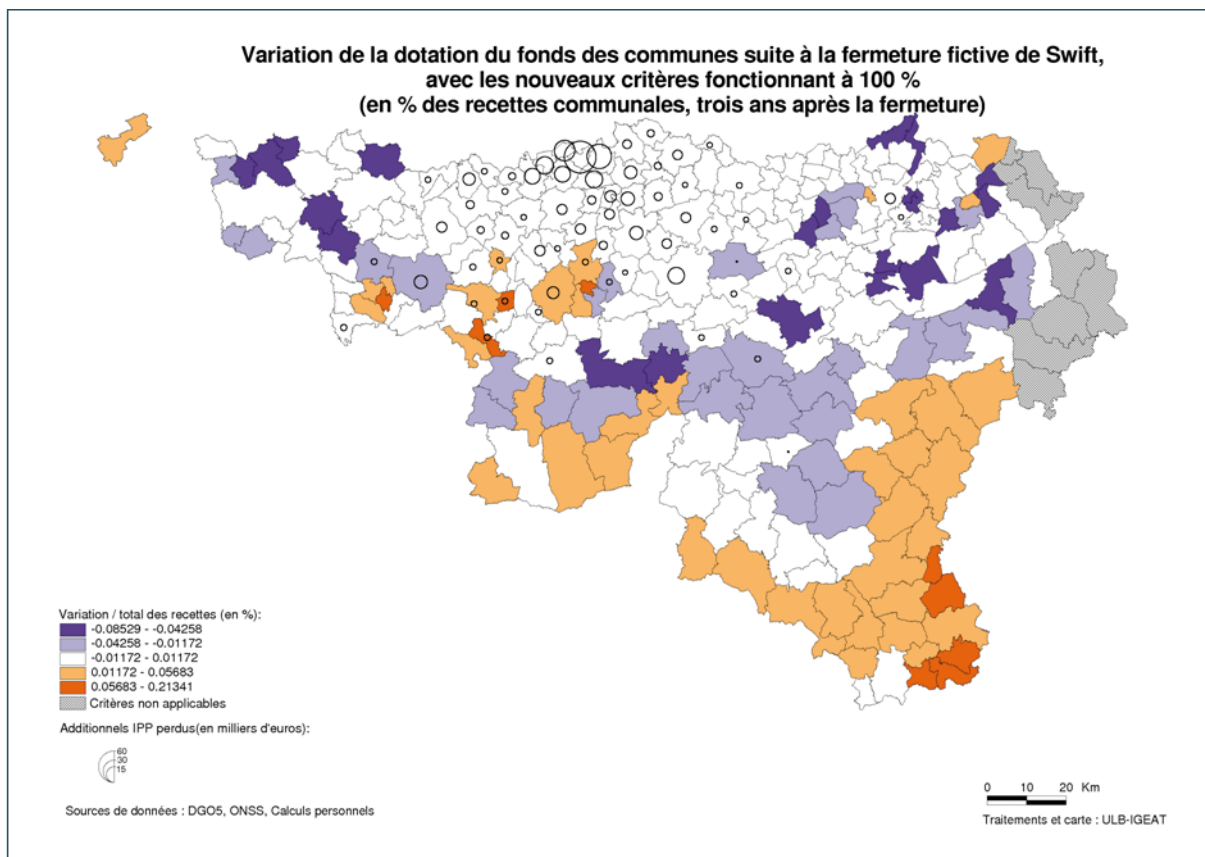 Variation de la dotation du fonds des communes suite à la fermeture fictive de Swift,
avec les nouveaux critères fonctionnant à 100 %
(en % des recettes communales, trois ans après la fermeture)
Variation / total des recettes (en %):
-0.08529 - -0.04258
-0.04258 - -0.01172
-0.01172 - 0.01172
0.01172 - 0.05683
0.05683 - 0.21341
Critères non applicables
Additionnels IPP perdus(en milliers d'euros):
60
30
15
Sources de données : DGO5, ONSS, Calculs personnels
0 10 20 Km
Traitements et carte : ULB-IGEAT